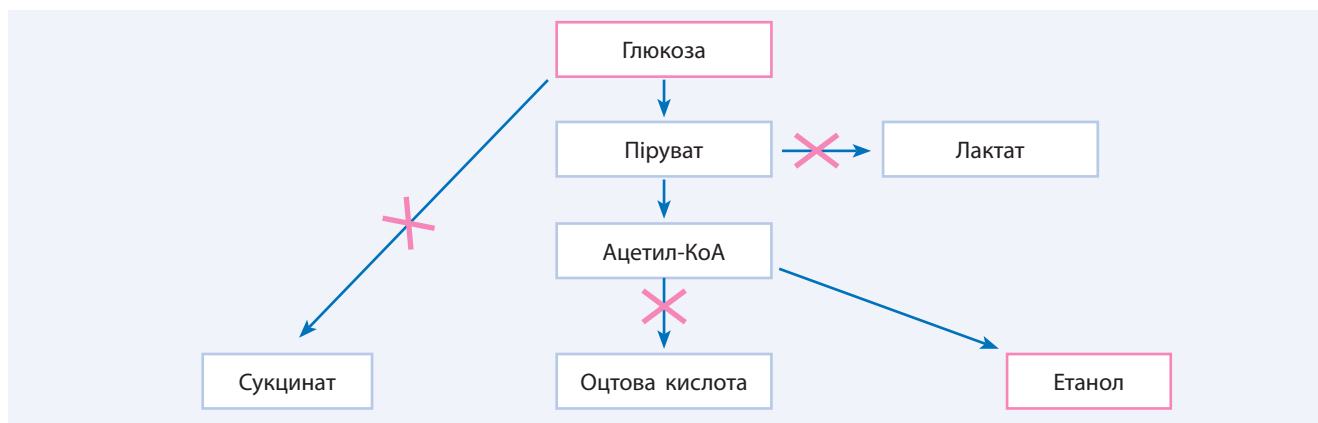 Глюкоза
Піруват
Лактат
Ацетил-КоА
Сукцинат
Оцтова кислота
Етанол